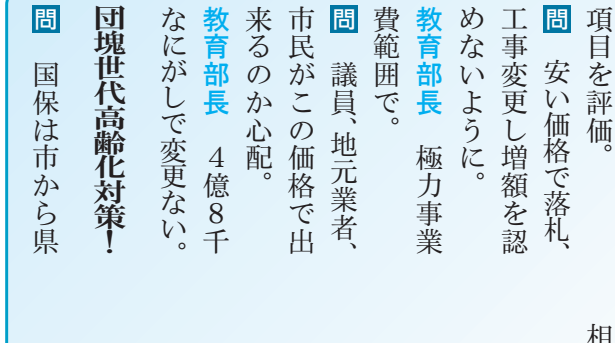 項目を評価。
問　安い価格で落札、
工事変更し増額を認
めないように。
教育部長　極力事業
費範囲で。
問　議員、地元業者、
市民がこの価格で出
来るのか心配。
教育部長　４億８千
なにがしで変更ない。
団塊世代高齢化対策！
問　国保は市から県
相